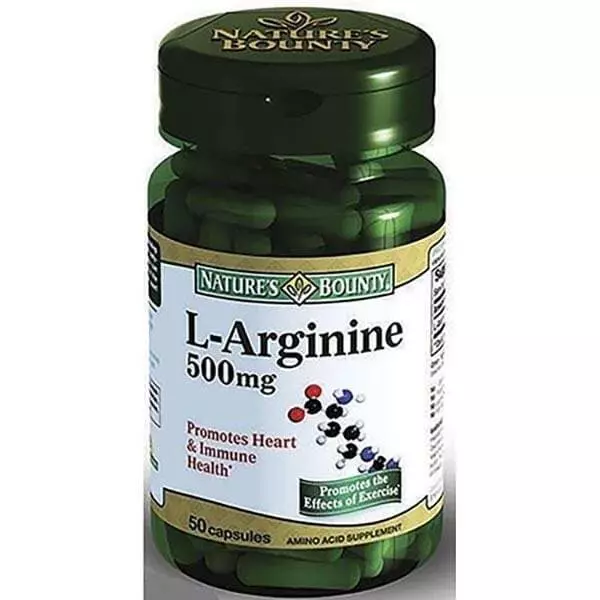 NATURE'S
BOUNTY
NATURE'S BOUNTY®
L-Arginine
500mg
Promotes Heart
& Immune
Health*
Promotes the
Effects of Exercise*
50 capsules
AMINO ACID SUPPLEMENT